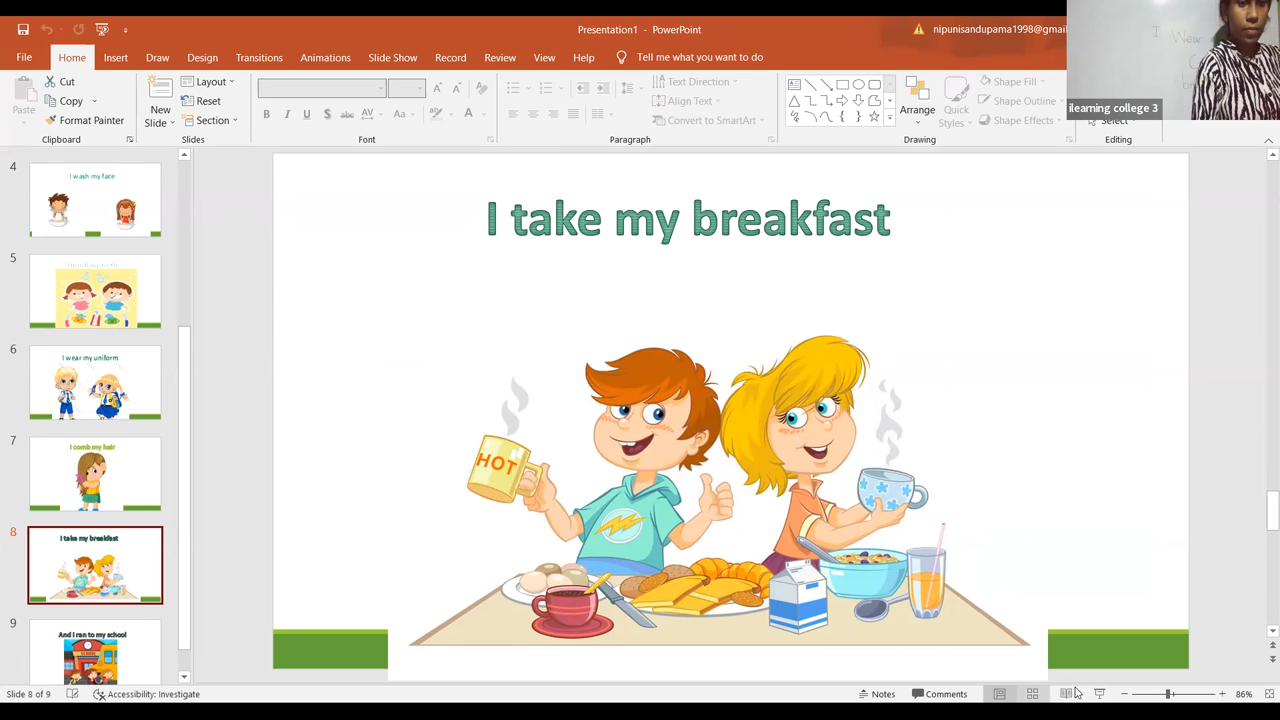 Presentation1 - PowerPoint
nipunisandupama1998@gmail
File Home Insert Draw Design Transitions Animations Slide Show Record Review View Help Tell me what you want to do
Paste
Cut
Copy
Format Painter
Clipboard
New Slide
Layout
Reset
Section
Slides
Font
Text Direction
Align Text
Convert to SmartArt
Paragraph
Arrange
Quick Styles
Shape Fill
Shape Outline
Shape Effects
Drawing
Select
Editing
ilearning college 3
4
I wash my face
5
6
I wear my uniform
7
I comb my hair
8
I take my breakfast
9
And I ran to my school
I take my breakfast
HOT
Slide 8 of 9
Accessibility: Investigate
Notes
Comments
86%